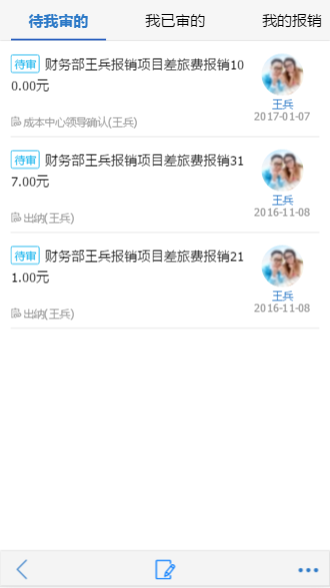 待我审的 我已审的 我的报销
待审 财务部王兵报销项目差旅费报销10
0.00元
王兵
成本中心领导确认(王兵) 2017-01-07
待审 财务部王兵报销项目差旅费报销31
7.00元
王兵
出纳(王兵) 2016-11-08
待审 财务部王兵报销项目差旅费报销21
1.00元
王兵
出纳(王兵) 2016-11-08